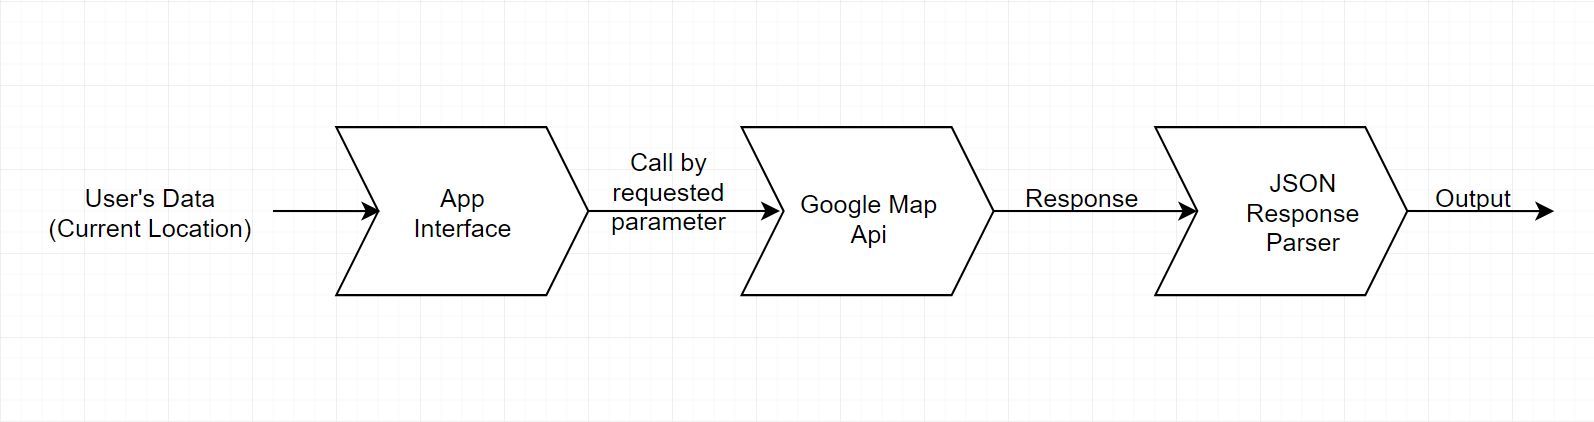 User's Data
(Current Location)
App
Interface
Call by
requested
parameter
Google Map
Api
Response
JSON
Response
Parser
Output